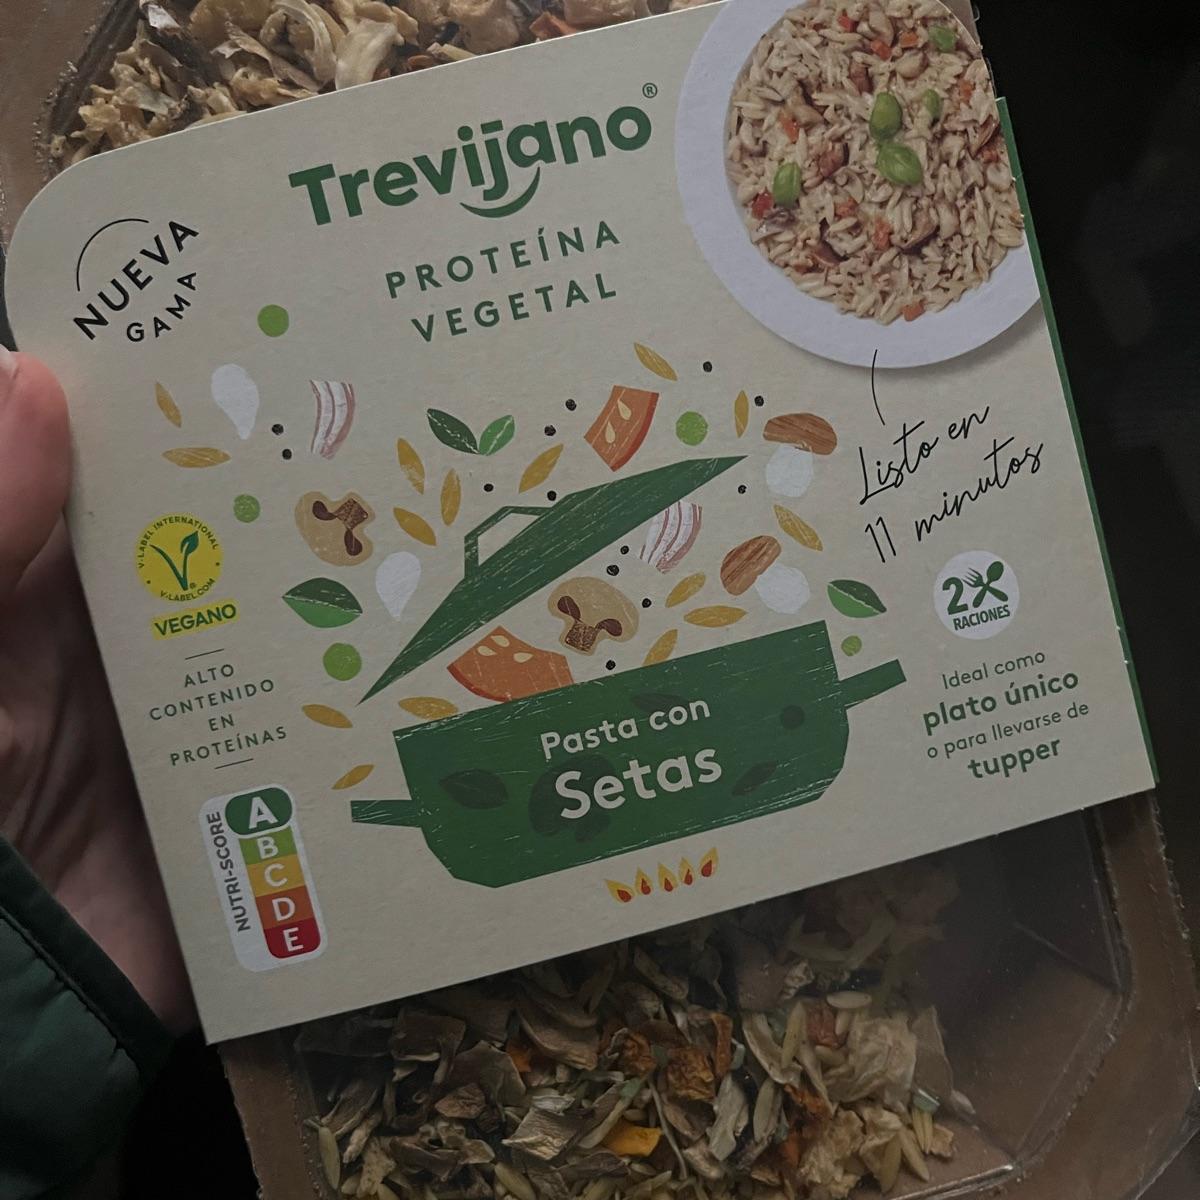 Trevijano®
NUEVA
GAMA
PROTEÍNA
VEGETAL
Listo en
11 minutos
V-LABEL INTERNATIONAL
V-LABEL.COM
VEGANO
ALTO
CONTENIDO
EN
PROTEÍNAS
2
RACIONES
Ideal como
plato único
o para llevarse de
tupper
Pasta con
Setas
NUTRI-SCORE
A
B
C
D
E